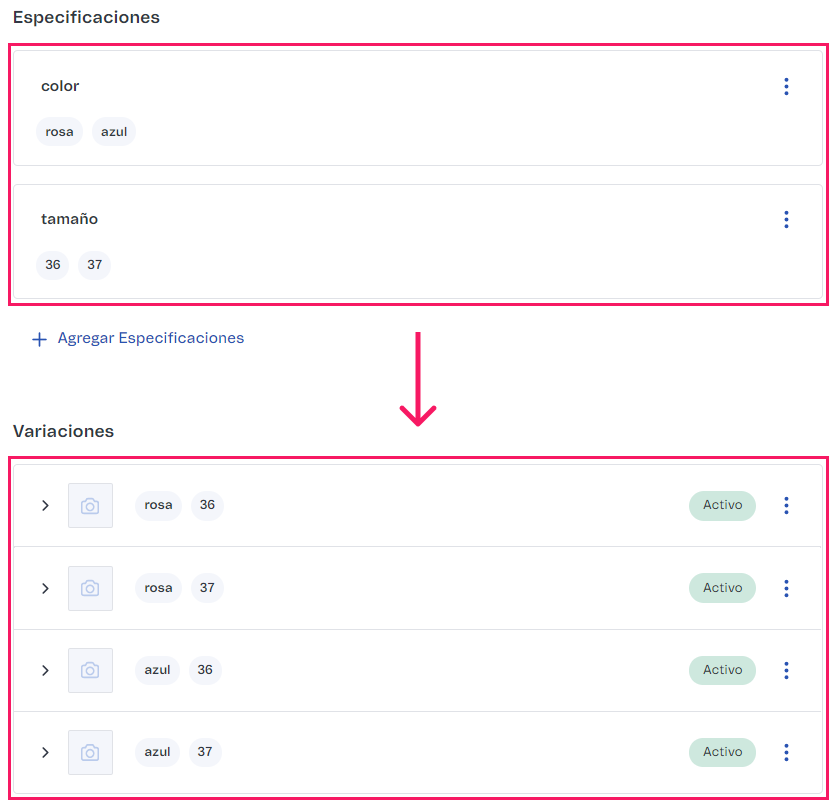 Especificaciones
color
rosa azul
tamaño
36 37
Agregar Especificaciones
Variaciones
rosa 36 Activo
rosa 37 Activo
azul 36 Activo
azul 37 Activo